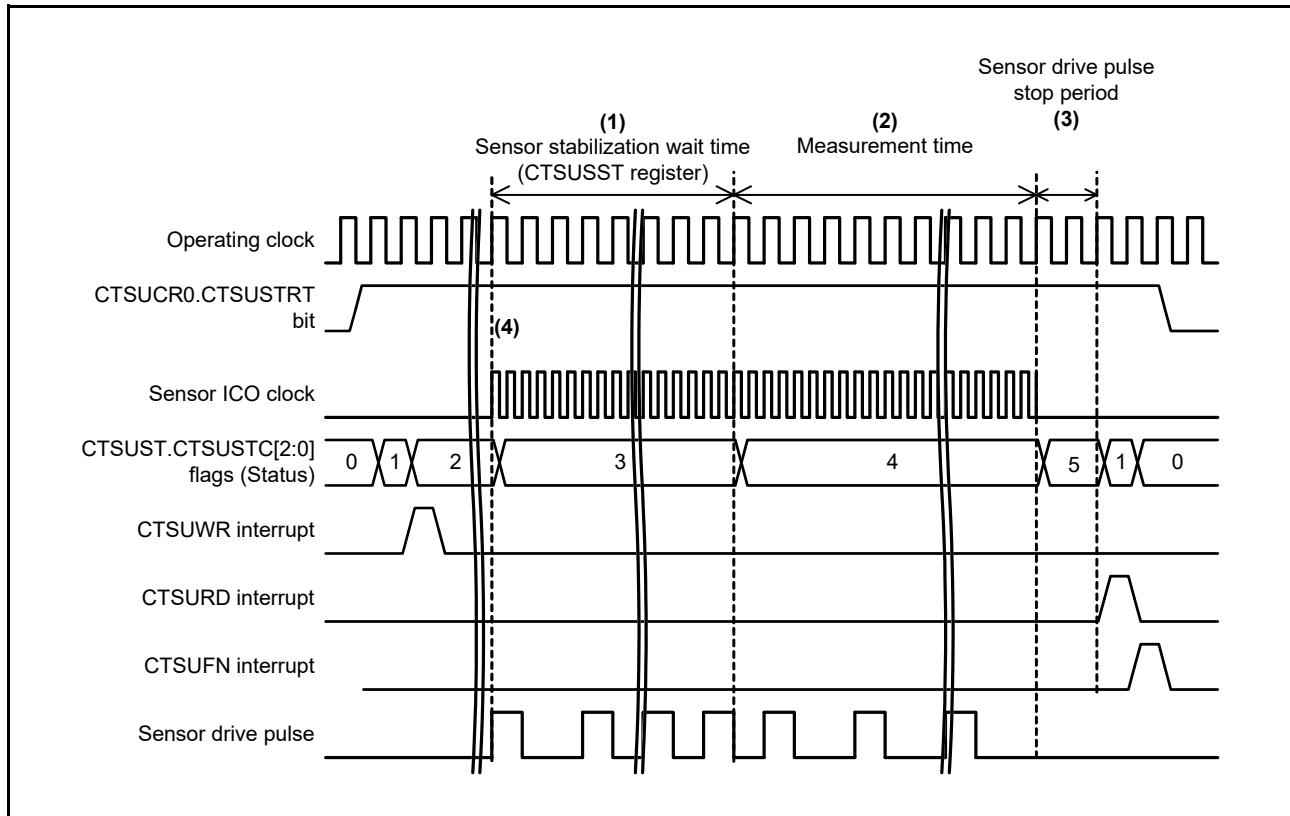 Sensor drive pulse
stop period
(3)
(1)
Sensor stabilization wait time
(CTSUSST register)
(2)
Measurement time
Operating clock
CTSUCR0.CTSUSTRT
bit
(4)
Sensor ICO clock
CTSUST.CTSUSTC[2:0]
flags (Status)
0 1 2 3 4 5 1 0
CTSUWR interrupt
CTSURD interrupt
CTSUFN interrupt
Sensor drive pulse